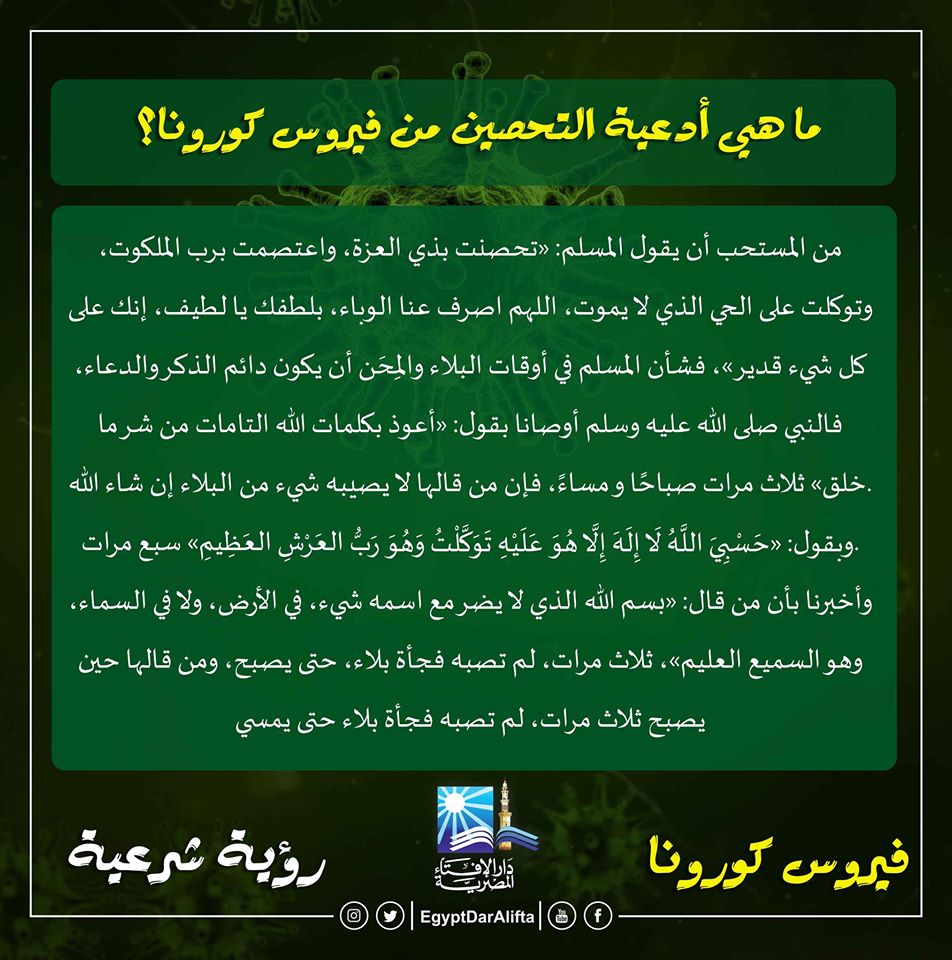 ما هي أدعية التحصين من فيروس كورونا؟
من المستحب أن يقول المسلم: «تحصنت بذي العزة، واعتصمت برب الملكوت،
وتوكلت على الحي الذي لا يموت، اللهم اصرف عنا الوباء، بلطفك يا لطيف، إنك على
كل شيء قدير»، فشأن المسلم في أوقات البلاء والمِحَن أن يكون دائم الذكر والدعاء،
فالنبي صلى الله عليه وسلم أوصانا بقول: «أعوذ بكلمات الله التامات من شر ما
.خلق» ثلاث مرات صباحًا ومساءً، فإن من قالها لا يصيبه شيء من البلاء إن شاء الله
.وبقول: «حَسْبِيَ اللَّهُ لَا إِلَهَ إِلَّا هُوَ عَلَيْهِ تَوَكَّلْتُ وَهُوَ رَبُّ العَرْشِ العَظِيمِ» سبع مرات
وأخبرنا بأن من قال: «بسم الله الذي لا يضر مع اسمه شيء، في الأرض، ولا في السماء،
وهو السميع العليم»، ثلاث مرات، لم تصبه فجأة بلاء، حتى يصبح، ومن قالها حين
يصبح ثلاث مرات، لم تصبه فجأة بلاء حتى يمسي
فيروس كورونا
دار الإفتاء
المصرية
رؤية شرعية
EgyptDarAlifta